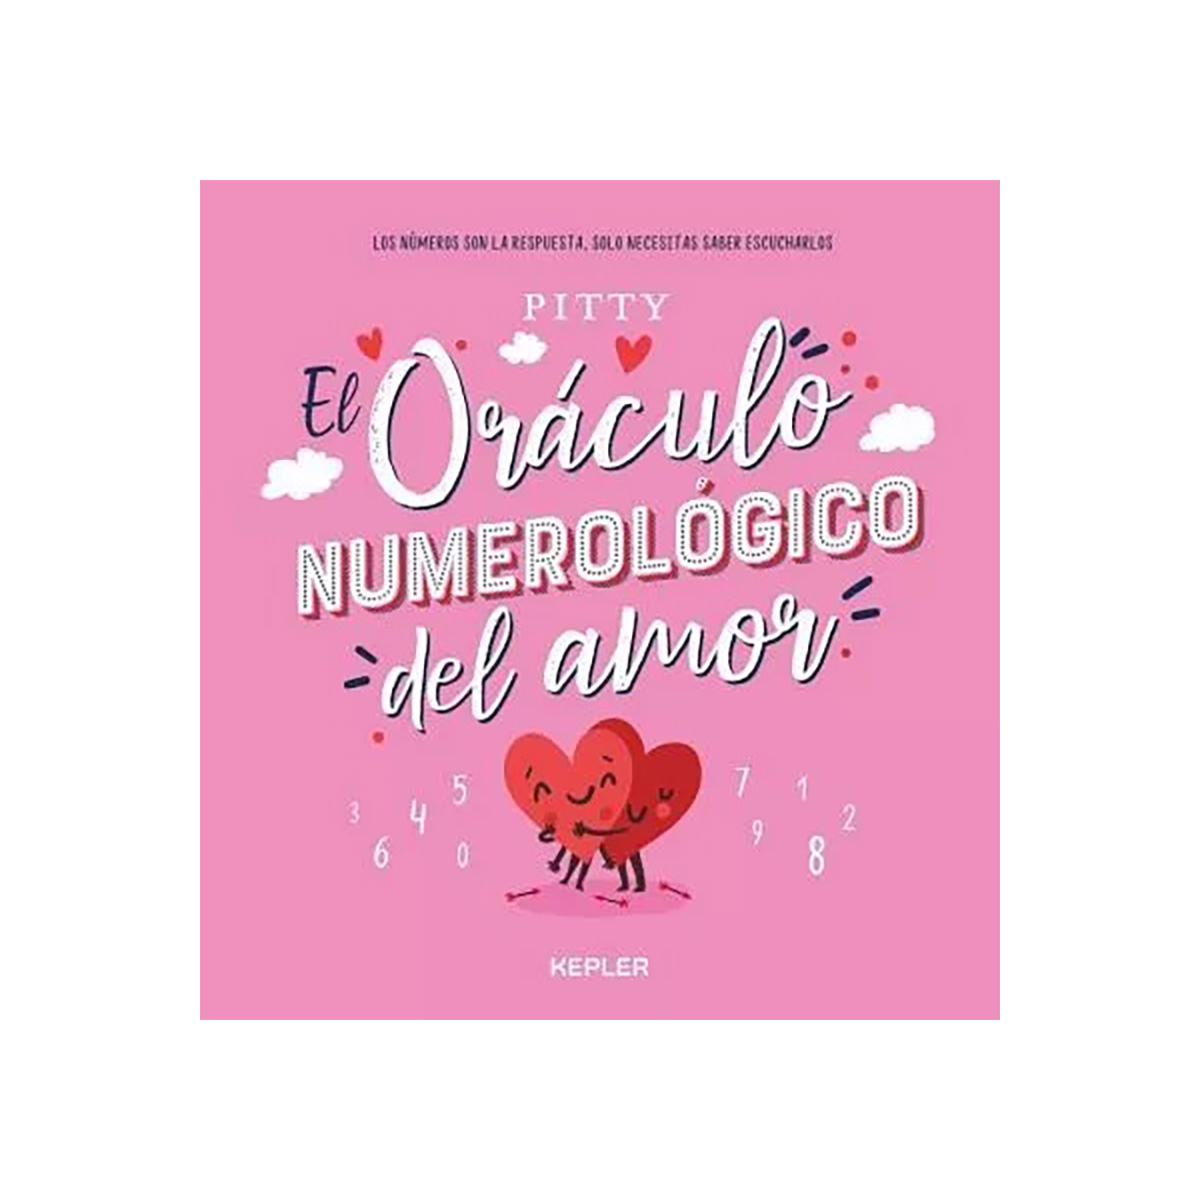 LOS NÚMEROS SON LA RESPUESTA, SOLO NECESITAS SABER ESCUCHARLOS
PITTY
El Oráculo
NUMEROLÓGICO
del amor
5 7 1
3 4 9 2
6 0 8
KEPLER